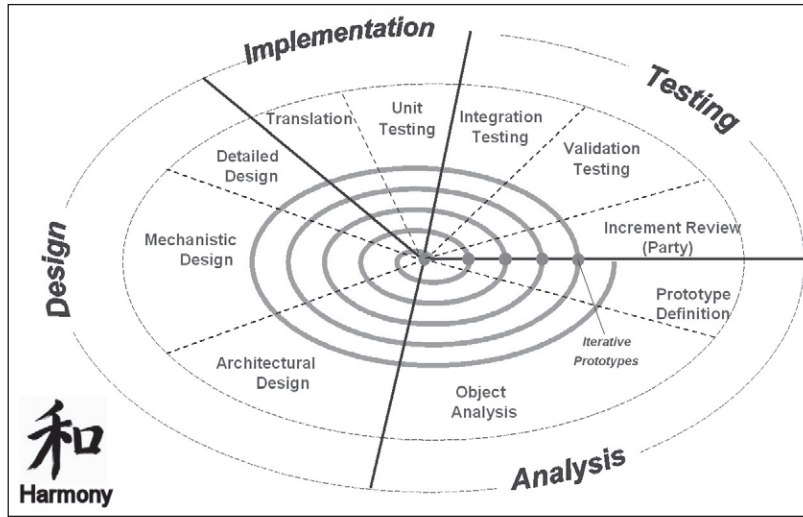 Implementation
Testing
Design
Analysis
Translation
Unit
Testing
Integration
Testing
Validation
Testing
Detailed
Design
Mechanistic
Design
Increment Review
(Party)
Prototype
Definition
Iterative
Prototypes
Architectural
Design
Object
Analysis
和
Harmony